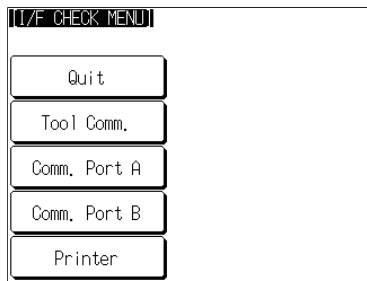 [I/F CHECK MENU]
Quit
Tool Comm.
Comm. Port A
Comm. Port B
Printer